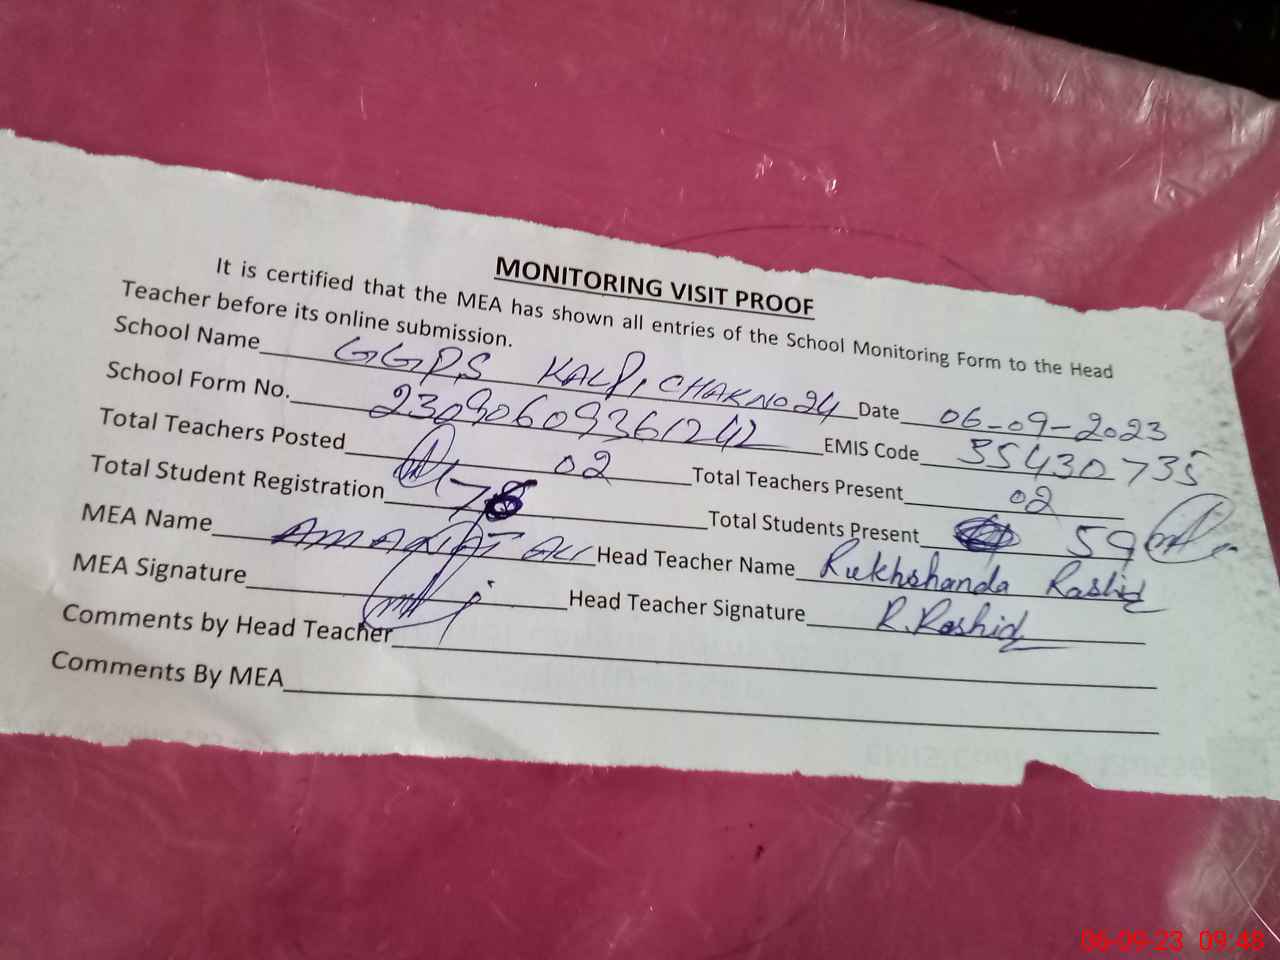 MONITORING VISIT PROOF
It is certified that the MEA has shown all entries of the School Monitoring Form to the Head
Teacher before its online submission.
School Name GGPS KALP, CHAK NO 24 Date 06-09-2023
School Form No. 23090609361242 EMIS Code 35430735
Total Teachers Posted 02 Total Teachers Present 02
Total Student Registration 78 Total Students Present 59
MEA Name AMANAT ALI Head Teacher Name Rukhshanda Rashid
MEA Signature Head Teacher Signature R.Rashid
Comments by Head Teacher
Comments By MEA
06-09-23 09:48